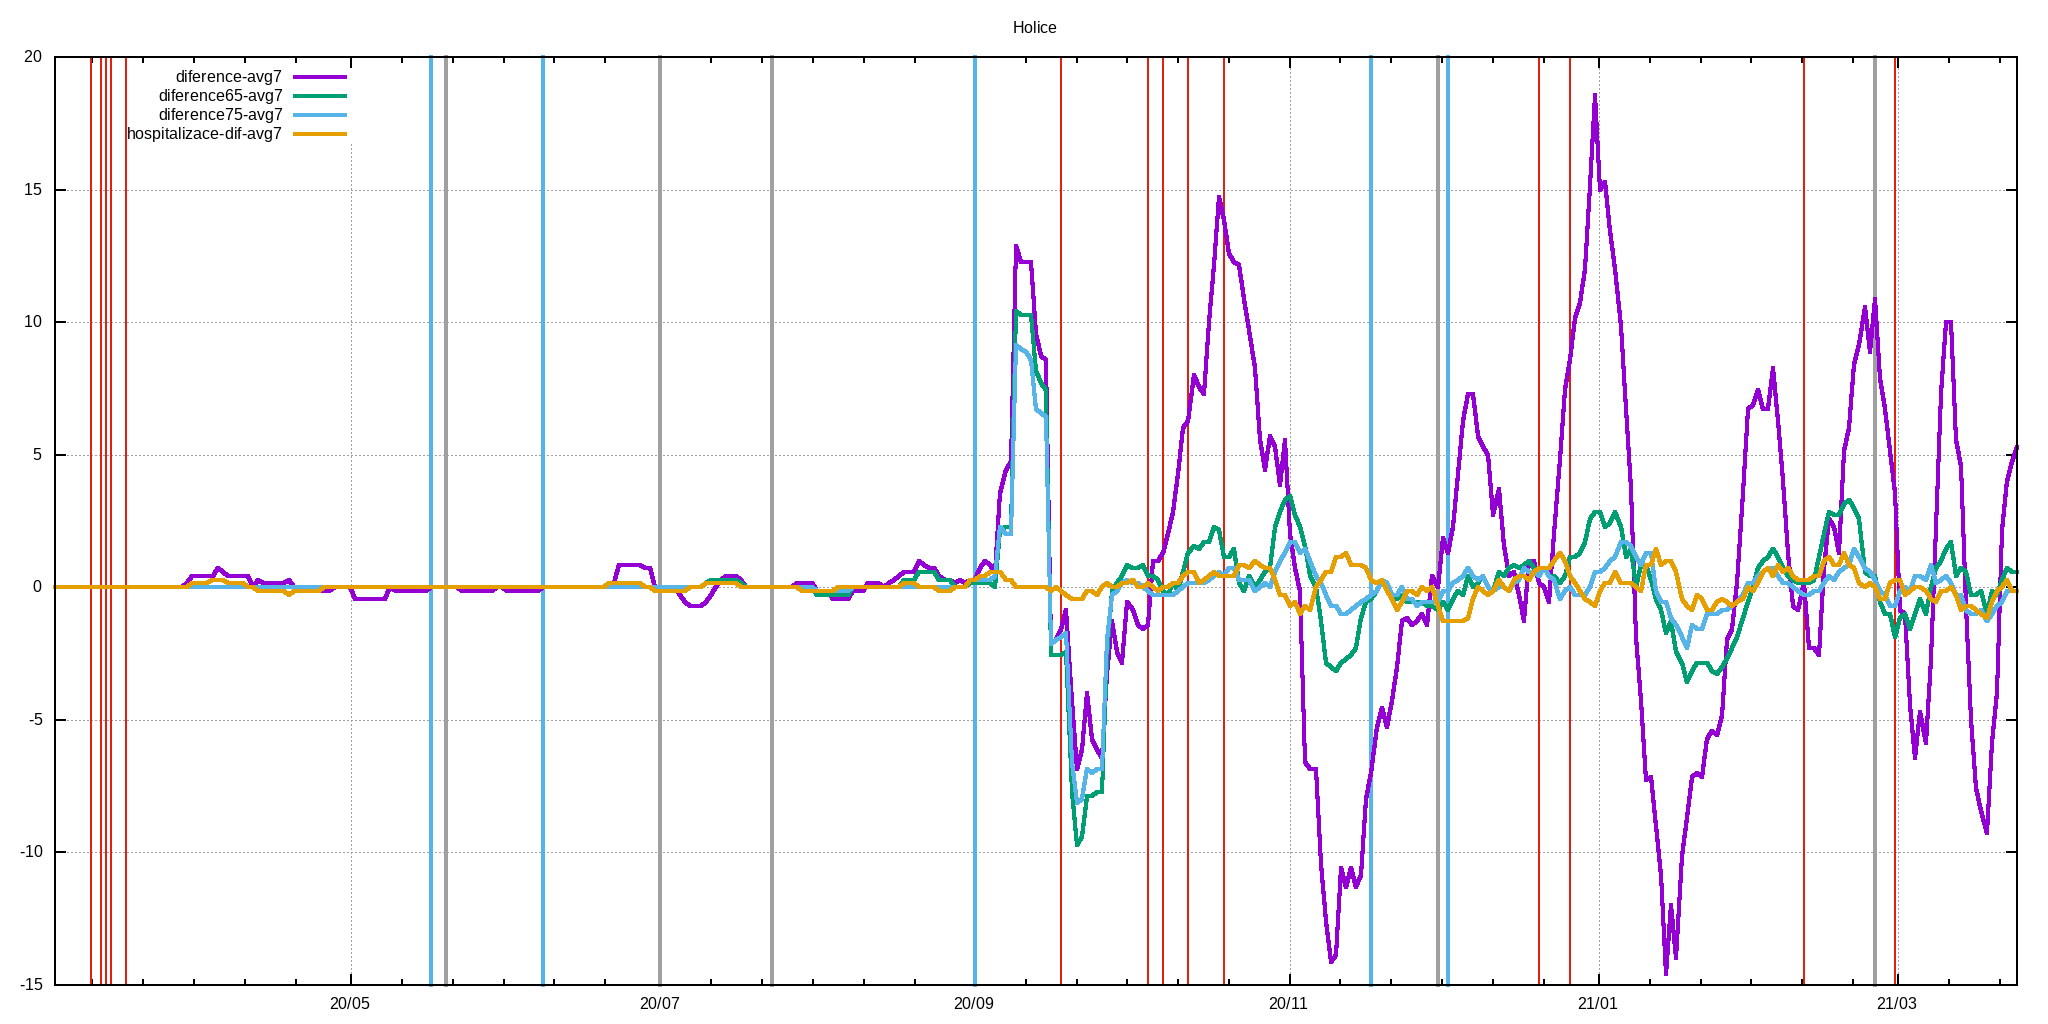 Holice
20
diference-avg7
diference65-avg7
diference75-avg7
hospitalizace-dif-avg7
15
10
5
0
-5
-10
-15
20/05 20/07 20/09 20/11 21/01 21/03